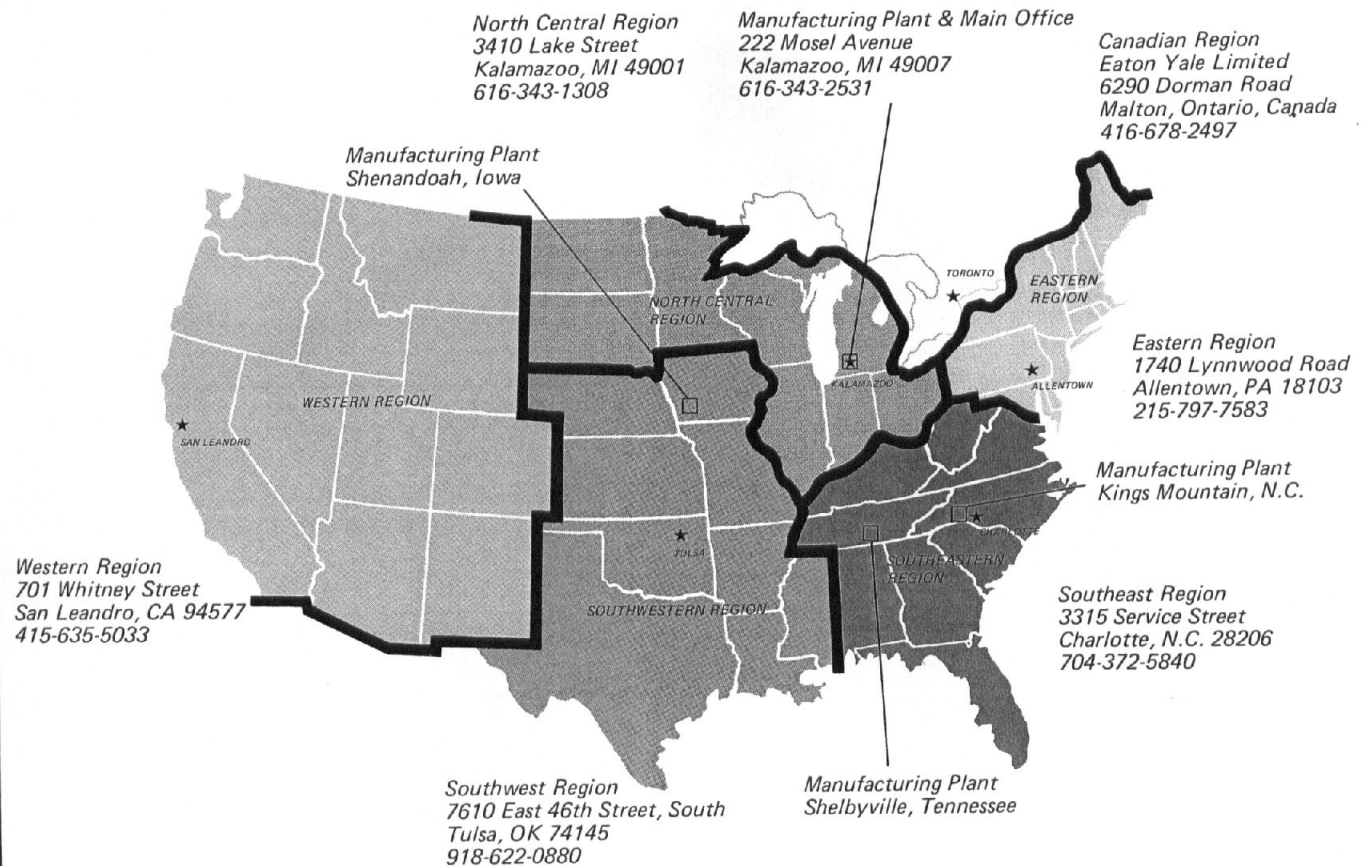 North Central Region
3410 Lake Street
Kalamazoo, MI 49001
616-343-1308
Manufacturing Plant & Main Office
222 Mosel Avenue
Kalamazoo, MI 49007
616-343-2531
Canadian Region
Eaton Yale Limited
6290 Dorman Road
Malton, Ontario, Canada
416-678-2497
Manufacturing Plant
Shenandoah, Iowa
TORONTO
EASTERN
REGION
NORTH CENTRAL
REGION
KALAMAZOO
Eastern Region
1740 Lynnwood Road
Allentown, PA 18103
215-797-7583
ALLENTOWN
WESTERN REGION
SAN LEANDRO
Manufacturing Plant
Kings Mountain, N.C.
CHARLOTTE
TULSA
SOUTHEASTERN
REGION
Western Region
701 Whitney Street
San Leandro, CA 94577
415-635-5033
SOUTHWESTERN REGION
Southeast Region
3315 Service Street
Charlotte, N.C. 28206
704-372-5840
Southwest Region
7610 East 46th Street, South
Tulsa, OK 74145
918-622-0880
Manufacturing Plant
Shelbyville, Tennessee